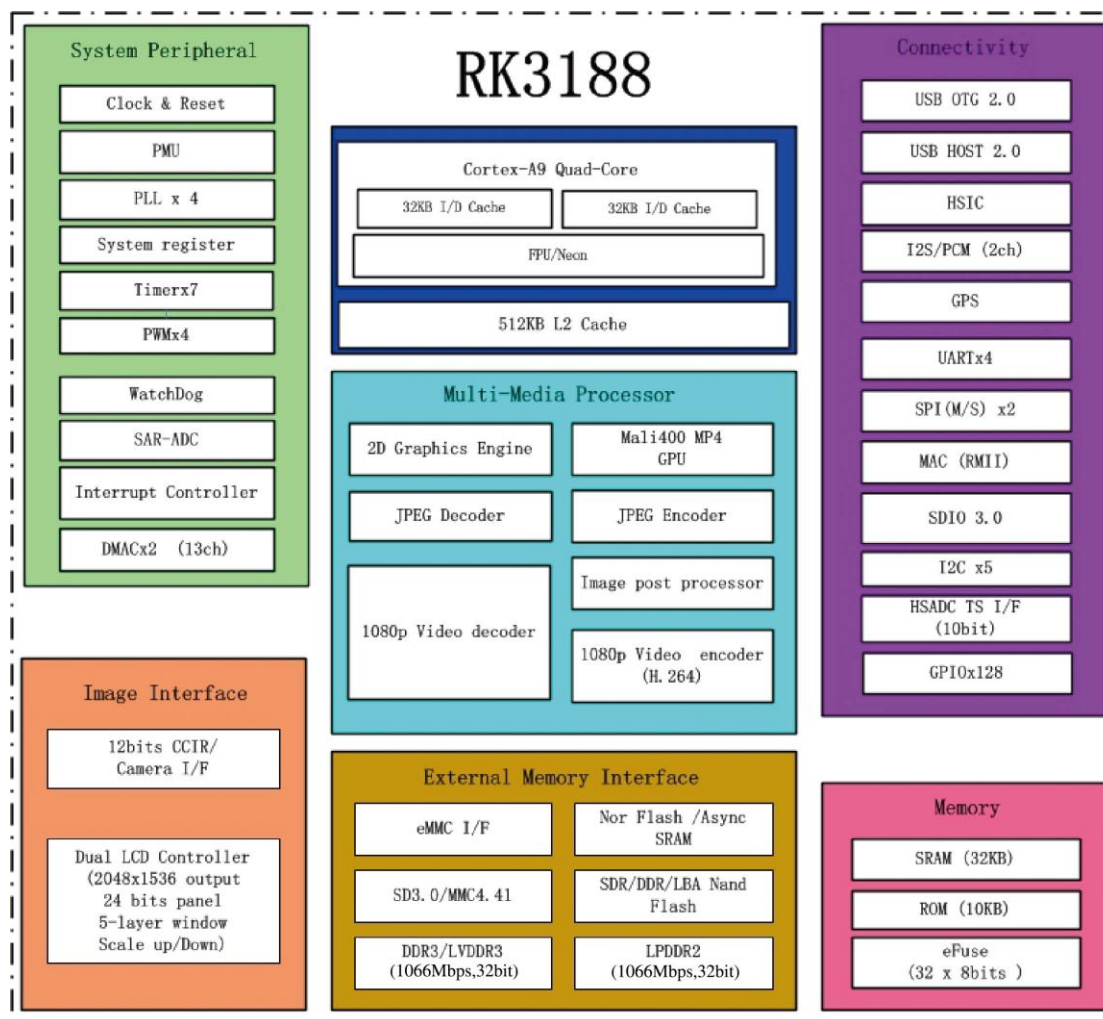 RK3188
System Peripheral
Clock & Reset
PMU
PLL x 4
System register
Timerx7
PWMx4
WatchDog
SAR-ADC
Interrupt Controller
DMACx2 (13ch)
Image Interface
12bits CCIR/
Camera I/F
Dual LCD Controller
(2048x1536 output
24 bits panel
5-layer window
Scale up/Down)
Cortex-A9 Quad-Core
32KB I/D Cache
32KB I/D Cache
FPU/Neon
512KB L2 Cache
Multi-Media Processor
2D Graphics Engine
Mali400 MP4
GPU
JPEG Decoder
JPEG Encoder
1080p Video decoder
Image post processor
1080p Video encoder
(H.264)
External Memory Interface
eMMC I/F
Nor Flash /Async
SRAM
SD3.0/MMC4.41
SDR/DDR/LBA Nand
Flash
DDR3/LVDDR3
(1066Mbps,32bit)
LPDDR2
(1066Mbps,32bit)
Connectivity
USB OTG 2.0
USB HOST 2.0
HSIC
I2S/PCM (2ch)
GPS
UARTx4
SPI(M/S) x2
MAC (RMII)
SDIO 3.0
I2C x5
HSADC TS I/F
(10bit)
GPIOx128
Memory
SRAM (32KB)
ROM (10KB)
eFuse
(32 x 8bits )